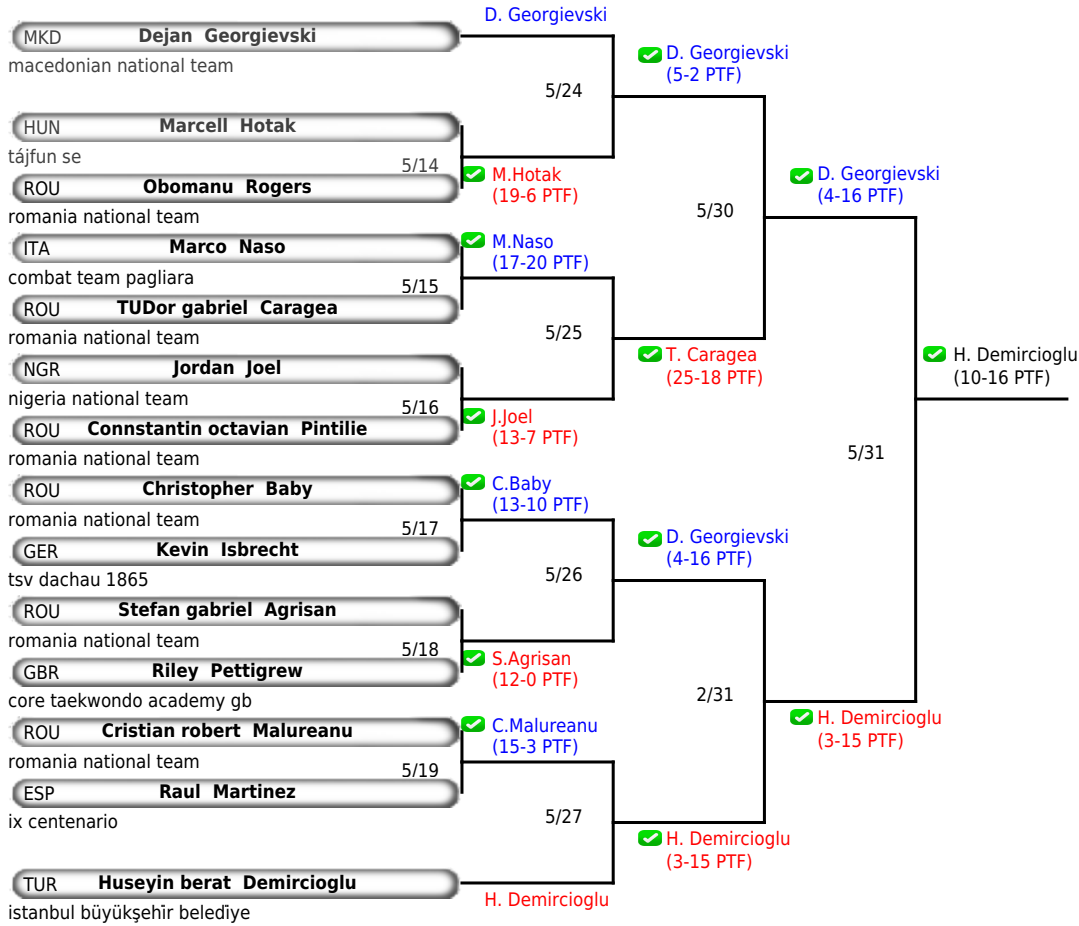 D. Georgievski
MKD Dejan Georgievski
macedonian national team
D. Georgievski
(5-2 PTF)
5/24
HUN Marcell Hotak
tájfun se
5/14
M.Hotak
(19-6 PTF)
ROU Obomanu Rogers
romania national team
D. Georgievski
(4-16 PTF)
5/30
ITA Marco Naso
combat team pagliara
M.Naso
(17-20 PTF)
5/15
ROU TUDor gabriel Caragea
romania national team
5/25
T. Caragea
(25-18 PTF)
NGR Jordan Joel
nigeria national team
5/16
J.Joel
(13-7 PTF)
ROU Connstantin octavian Pintilie
romania national team
H. Demircioglu
(10-16 PTF)
5/31
ROU Christopher Baby
romania national team
C.Baby
(13-10 PTF)
5/17
GER Kevin Isbrecht
tsv dachau 1865
D. Georgievski
(4-16 PTF)
5/26
ROU Stefan gabriel Agrisan
romania national team
5/18
S.Agrisan
(12-0 PTF)
GBR Riley Pettigrew
core taekwondo academy gb
2/31
H. Demircioglu
(3-15 PTF)
ROU Cristian robert Malureanu
romania national team
C.Malureanu
(15-3 PTF)
5/19
ESP Raul Martinez
ix centenario
5/27
H. Demircioglu
(3-15 PTF)
TUR Huseyin berat Demircioglu
istanbul büyükşehi̇r beledi̇ye
H. Demircioglu